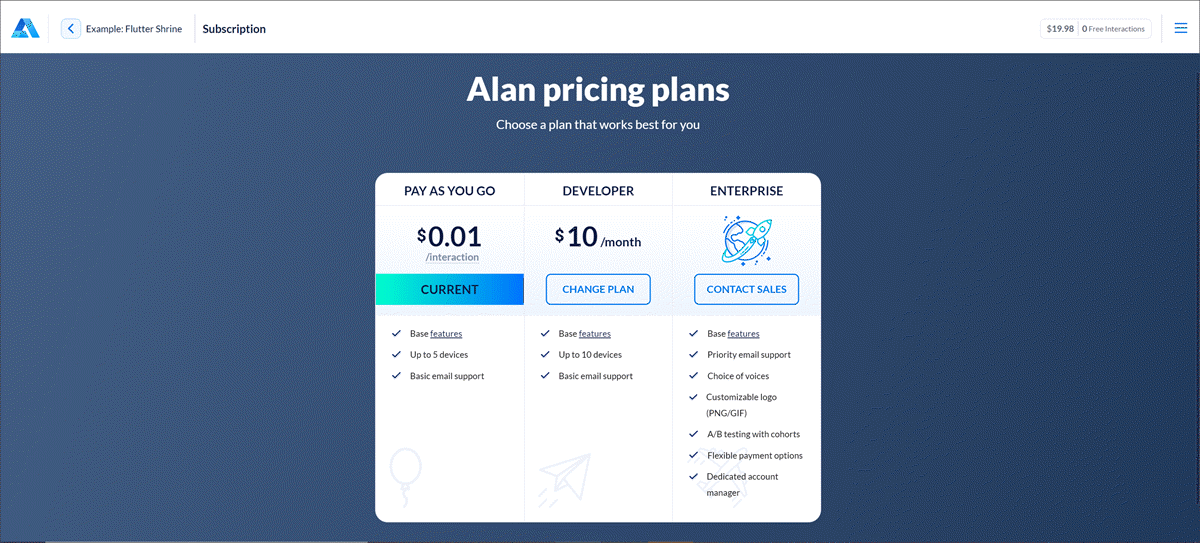 Example: Flutter Shrine
Subscription
$19.98
0 Free Interactions
Alan pricing plans
Choose a plan that works best for you
PAY AS YOU GO
$0.01
/interaction
CURRENT
Base features
Up to 5 devices
Basic email support
DEVELOPER
$10 /month
CHANGE PLAN
Base features
Up to 10 devices
Basic email support
ENTERPRISE
CONTACT SALES
Base features
Priority email support
Choice of voices
Customizable logo
(PNG/GIF)
A/B testing with cohorts
Flexible payment options
Dedicated account
manager